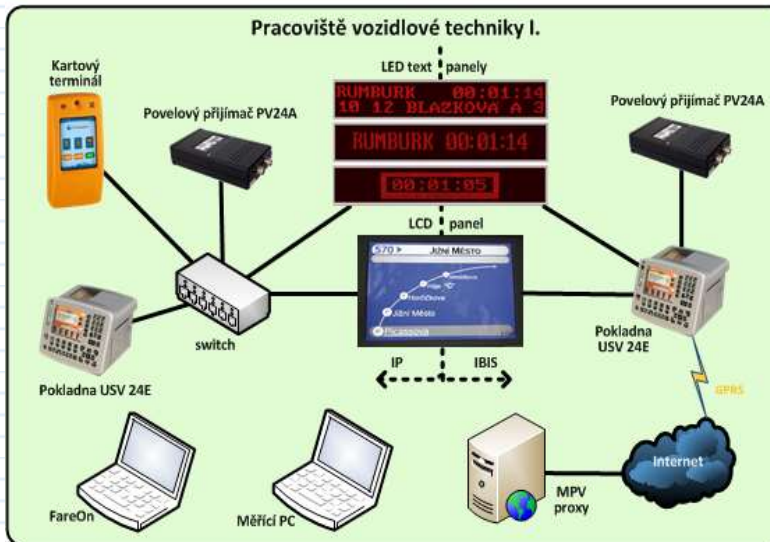 Pracoviště vozidlové techniky I.
Kartový
terminál
Povelový přijímač PV24A
LED text panely
RUMBURK 00:01:14
10 12 BLAZKOVA A 3
RUMBURK 00:01:14
00:01:05
Povelový přijímač PV24A
LCD panel
570 > JIŽNÍ MĚSTO
Háje
Horčičkova
Jižní Město
Picassova
switch
IP IBIS
Pokladna USV 24E
Pokladna
USV 24E
GPRS
Internet
FareOn
Měřící PC
MPV
proxy